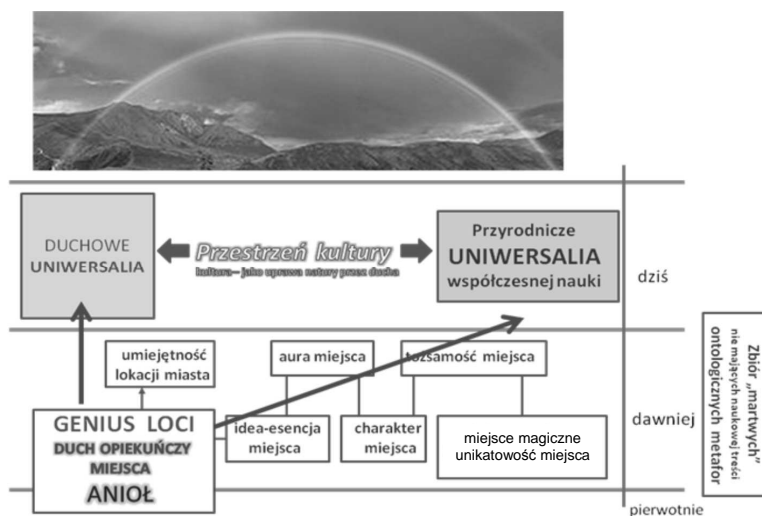 DUCHOWE
UNIWERSALIA
Przestrzeń kultury
kultura – jako uprawa natury przez ducha
Przyrodnicze
UNIWERSALIA
współczesnej nauki
dziś
umiejętność
lokacji miasta
aura miejsca
tożsamość miejsca
GENIUS LOCI
DUCH OPIEKUŃCZY
MIEJSCA
ANIOŁ
idea-esencja
miejsca
charakter
miejsca
miejsce magiczne
unikatowość miejsca
dawniej
pierwotnie
Zbiór „martwych”
nie mających naukowej treści
ontologicznych metafor